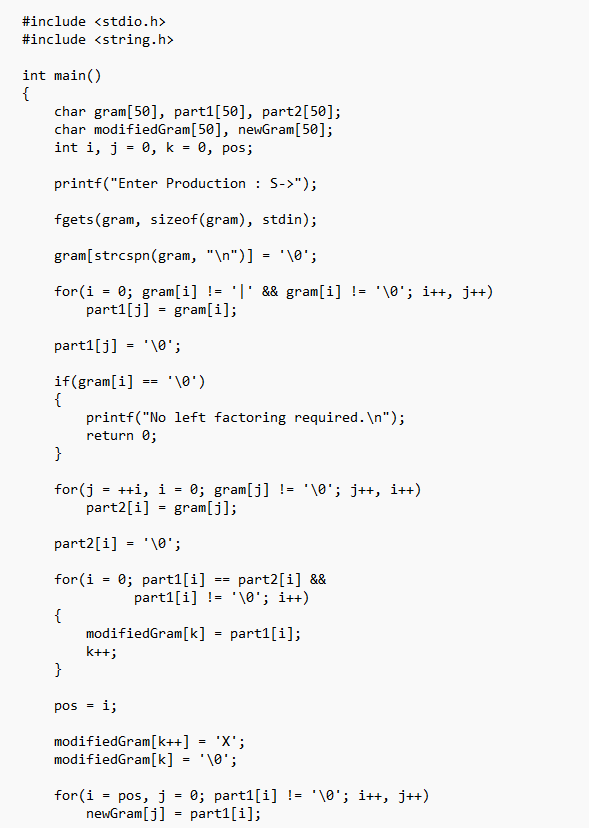 #include <stdio.h>
#include <string.h>

int main()
{
    char gram[50], part1[50], part2[50];
    char modifiedGram[50], newGram[50];
    int i, j = 0, k = 0, pos;

    printf("Enter Production : S->");

    fgets(gram, sizeof(gram), stdin);

    gram[strcspn(gram, "\n")] = '\0';

    for(i = 0; gram[i] != '|' && gram[i] != '\0'; i++, j++)
        part1[j] = gram[i];

    part1[j] = '\0';

    if(gram[i] == '\0')
    {
        printf("No left factoring required.\n");
        return 0;
    }

    for(j = ++i, i = 0; gram[j] != '\0'; j++, i++)
        part2[i] = gram[j];

    part2[i] = '\0';

    for(i = 0; part1[i] == part2[i] &&
              part1[i] != '\0'; i++)
    {
        modifiedGram[k] = part1[i];
        k++;
    }

    pos = i;

    modifiedGram[k++] = 'X';
    modifiedGram[k] = '\0';

    for(i = pos, j = 0; part1[i] != '\0'; i++, j++)
        newGram[j] = part1[i];